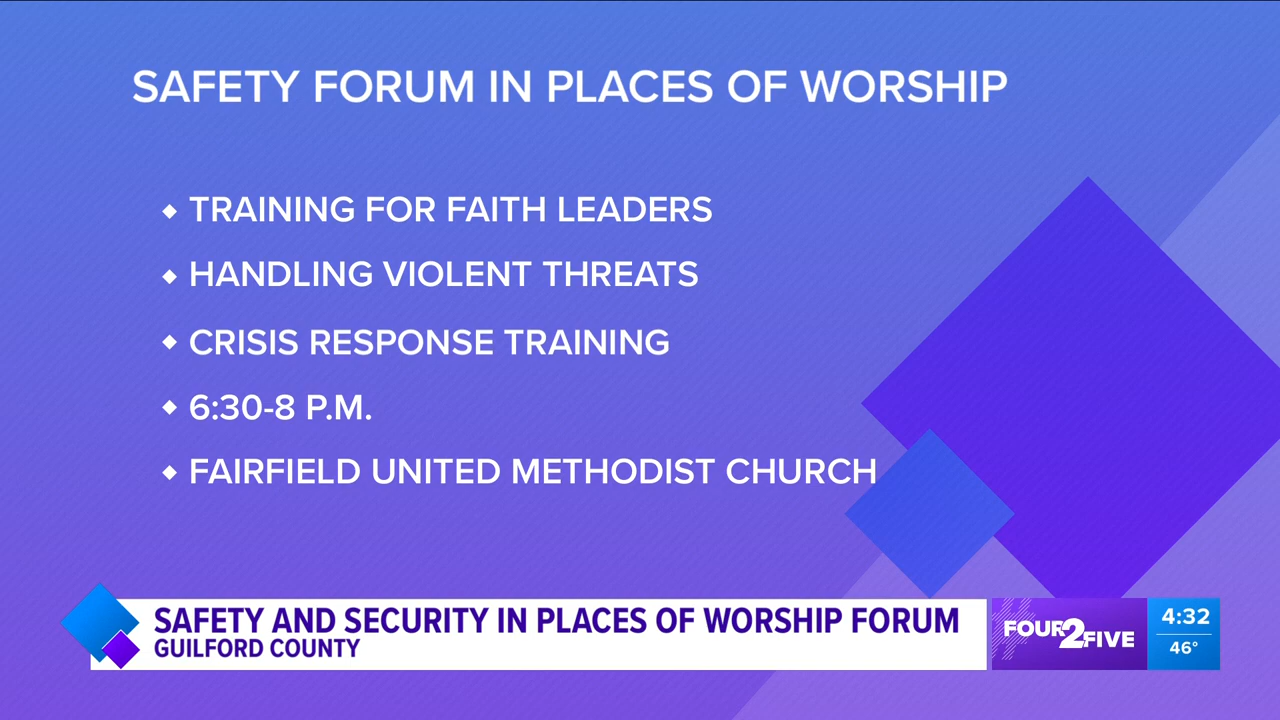 SAFETY FORUM IN PLACES OF WORSHIP
TRAINING FOR FAITH LEADERS
HANDLING VIOLENT THREATS
CRISIS RESPONSE TRAINING
6:30-8 P.M.
FAIRFIELD UNITED METHODIST CHURCH
SAFETY AND SECURITY IN PLACES OF WORSHIP FORUM
GUILFORD COUNTY
FOUR2FIVE
4:32
46°